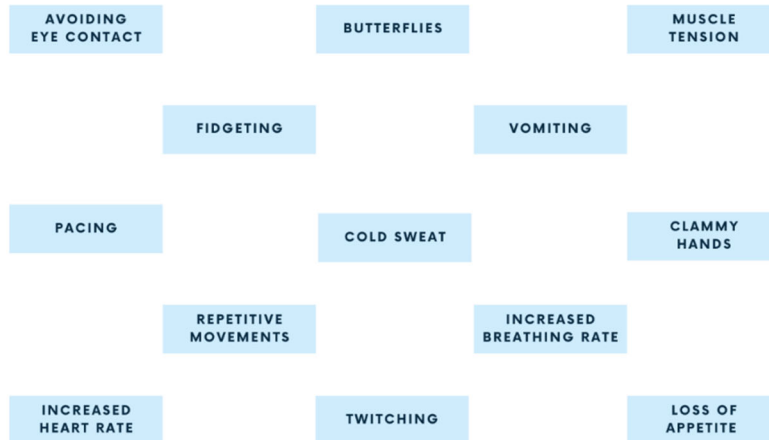 AVOIDING
EYE CONTACT
BUTTERFLIES
MUSCLE
TENSION
FIDGETING
VOMITING
PACING
COLD SWEAT
CLAMMY
HANDS
REPETITIVE
MOVEMENTS
INCREASED
BREATHING RATE
INCREASED
HEART RATE
TWITCHING
LOSS OF
APPETITE